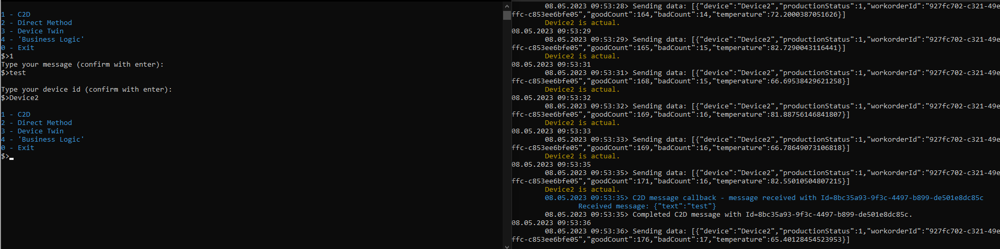 1 - C2D
2 - Direct Method
3 - Device Twin
4 - 'Business Logic'
0 - Exit
$>1
Type your message (confirm with enter):
$>test
Type your device id (confirm with enter):
$>Device2
1 - C2D
2 - Direct Method
3 - Device Twin
4 - 'Business Logic'
0 - Exit
$>
08.05.2023 09:53:28> Sending data: [{"device":"Device2","productionStatus":1,"workorderId":"927fc702-c321-49e
ffc-c853ee6bfe05","goodCount":164,"badCount":14,"temperature":72.2000387051626}]
Device2 is actual.
08.05.2023 09:53:29
08.05.2023 09:53:29> Sending data: [{"device":"Device2","productionStatus":1,"workorderId":"927fc702-c321-49e
ffc-c853ee6bfe05","goodCount":165,"badCount":15,"temperature":82.7290043116441}]
Device2 is actual.
08.05.2023 09:53:31
08.05.2023 09:53:31> Sending data: [{"device":"Device2","productionStatus":1,"workorderId":"927fc702-c321-49e
ffc-c853ee6bfe05","goodCount":168,"badCount":15,"temperature":66.69538429621258}]
Device2 is actual.
08.05.2023 09:53:32
08.05.2023 09:53:32> Sending data: [{"device":"Device2","productionStatus":1,"workorderId":"927fc702-c321-49e
ffc-c853ee6bfe05","goodCount":169,"badCount":16,"temperature":81.88756146841807}]
Device2 is actual.
08.05.2023 09:53:33
08.05.2023 09:53:33> Sending data: [{"device":"Device2","productionStatus":1,"workorderId":"927fc702-c321-49e
ffc-c853ee6bfe05","goodCount":169,"badCount":16,"temperature":66.78649073106818}]
Device2 is actual.
08.05.2023 09:53:35
08.05.2023 09:53:35> Sending data: [{"device":"Device2","productionStatus":1,"workorderId":"927fc702-c321-49e
ffc-c853ee6bfe05","goodCount":171,"badCount":16,"temperature":82.55010504807215}]
Device2 is actual.
08.05.2023 09:53:35> C2D message callback - message received with Id=8bc35a93-9f3c-4497-b899-de501e8dc85c
Received message: {"text":"test"}
08.05.2023 09:53:35> Completed C2D message with Id=8bc35a93-9f3c-4497-b899-de501e8dc85c.
08.05.2023 09:53:36
08.05.2023 09:53:36> Sending data: [{"device":"Device2","productionStatus":1,"workorderId":"927fc702-c321-49e
ffc-c853ee6bfe05","goodCount":176,"badCount":17,"temperature":65.40128454523953}]